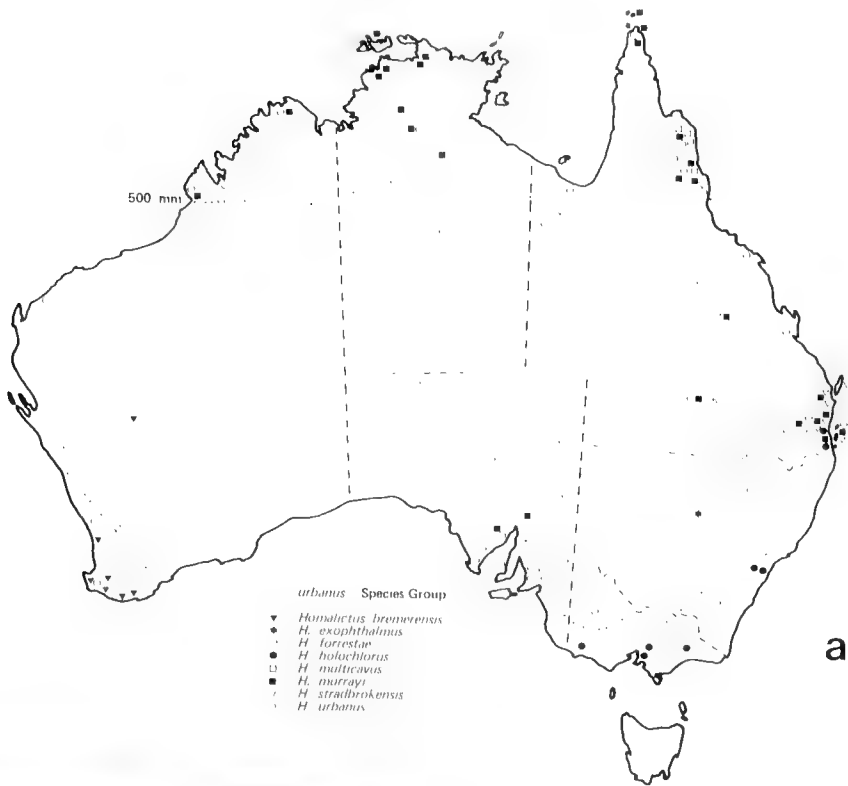 500 mm
urbanus Species Group
Homalictus bremerensis
H. exophthalmus
H. forrestae
H. holochlorus
H. multicavus
H. murrayi
H. stradbrokensis
H. urbanus
a